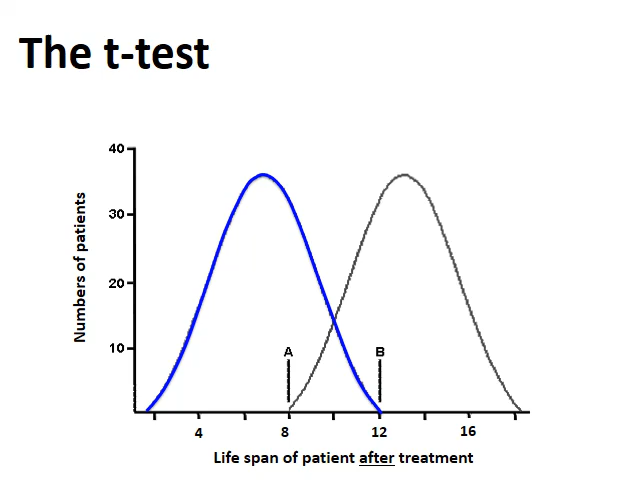 The t-test
40
30
20
10
Numbers of patients
A
B
4
8
12
16
Life span of patient after treatment